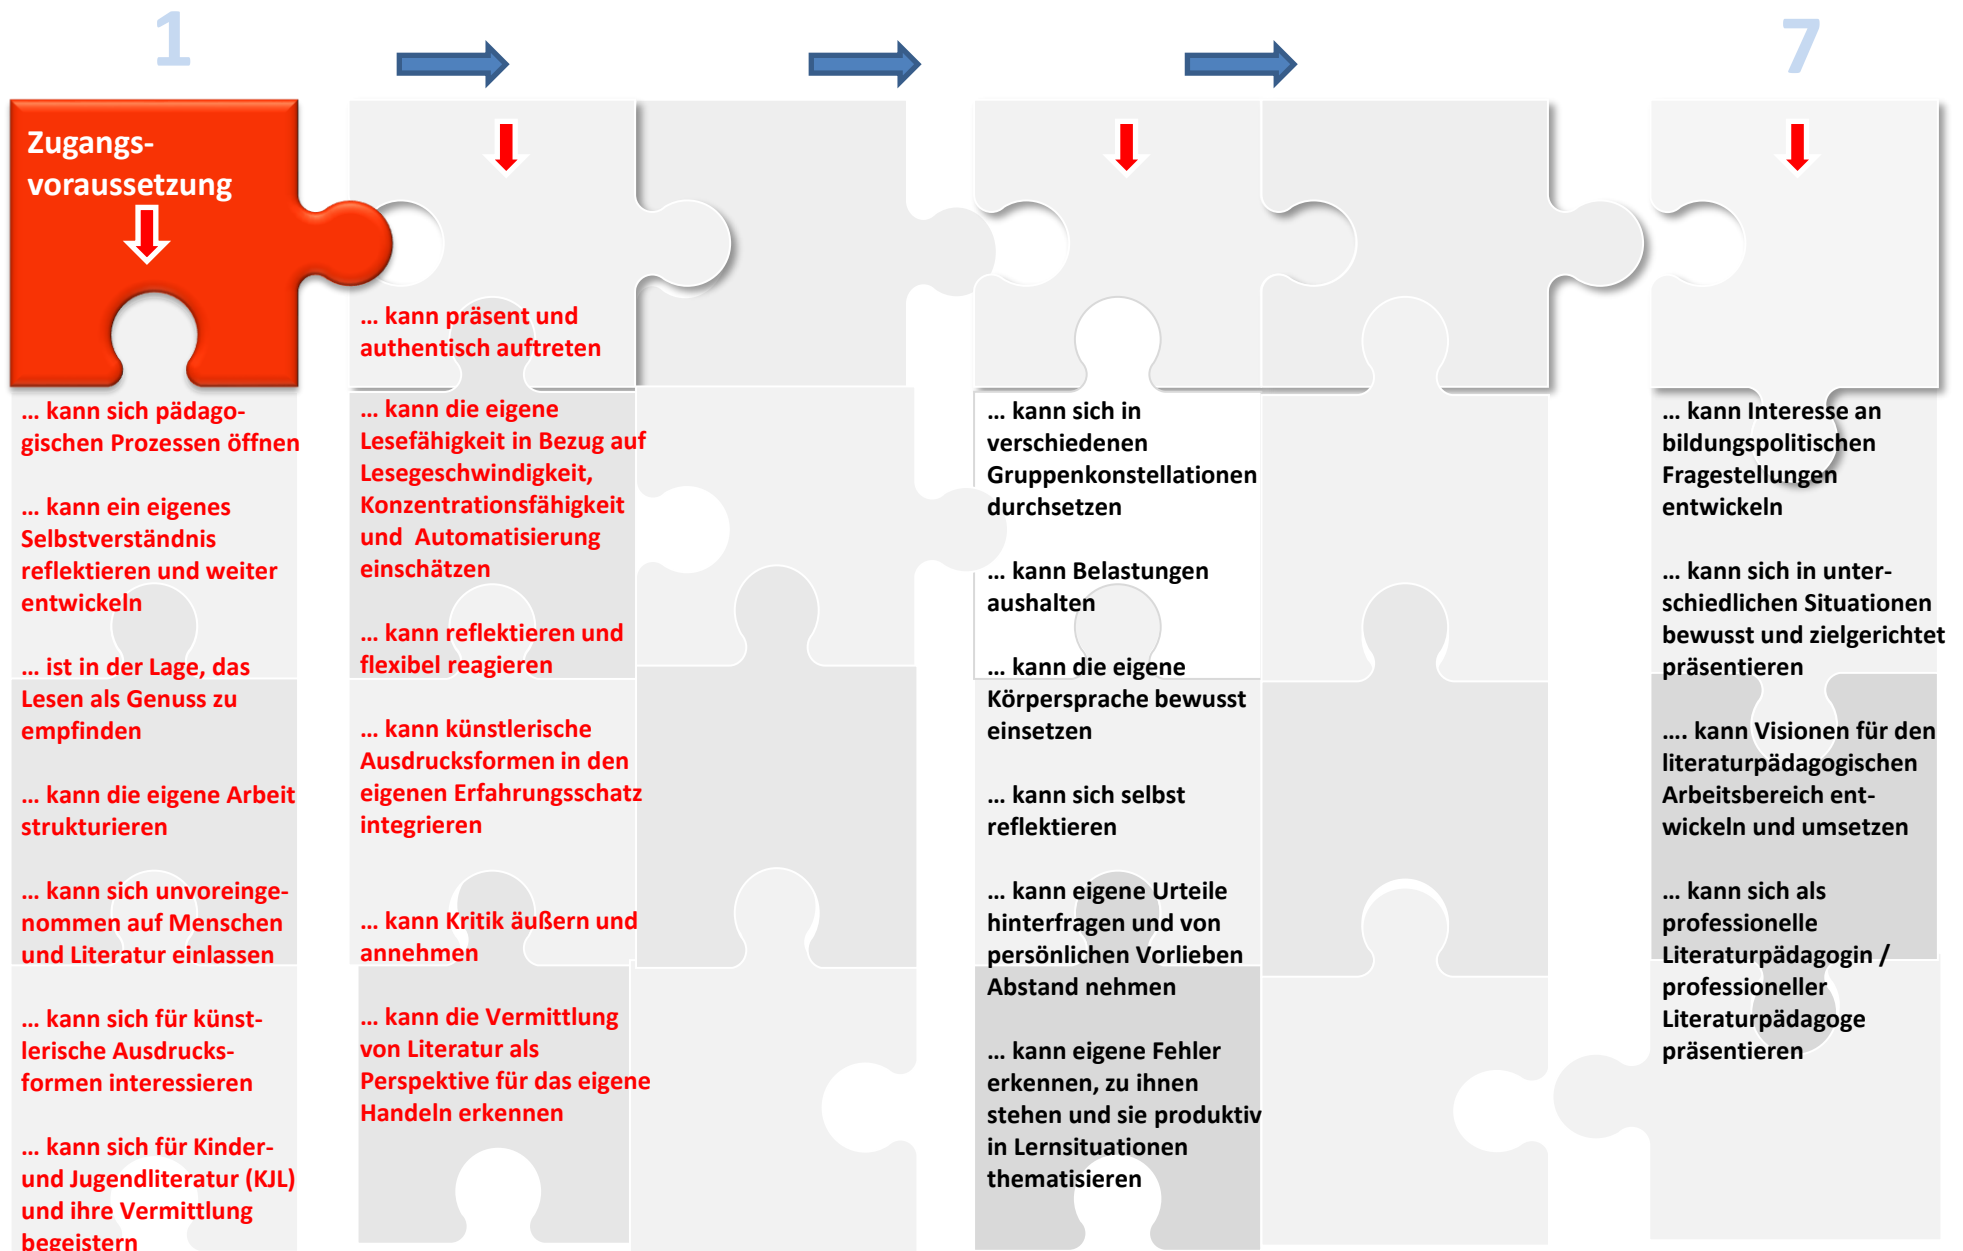 1
7
Zugangs-
voraussetzung
… kann sich pädago-
gischen Prozessen öffnen
… kann ein eigenes
Selbstverständnis
reflektieren und weiter
entwickeln
… ist in der Lage, das
Lesen als Genuss zu
empfinden
… kann die eigene Arbeit
strukturieren
… kann sich unvoreinge-
nommen auf Menschen
und Literatur einlassen
… kann sich für künst-
lerische Ausdrucks-
formen interessieren
… kann sich für Kinder-
und Jugendliteratur (KJL)
und ihre Vermittlung
begeistern
… kann präsent und
authentisch auftreten
… kann die eigene
Lesefähigkeit in Bezug auf
Lesegeschwindigkeit,
Konzentrationsfähigkeit
und Automatisierung
einschätzen
… kann reflektieren und
flexibel reagieren
… kann künstlerische
Ausdrucksformen in den
eigenen Erfahrungsschatz
integrieren
… kann Kritik äußern und
annehmen
… kann die Vermittlung
von Literatur als
Perspektive für das eigene
Handeln erkennen
… kann sich in
verschiedenen
Gruppenkonstellationen
durchsetzen
… kann Belastungen
aushalten
… kann die eigene
Körpersprache bewusst
einsetzen
… kann sich selbst
reflektieren
… kann eigene Urteile
hinterfragen und von
persönlichen Vorlieben
Abstand nehmen
… kann eigene Fehler
erkennen, zu ihnen
stehen und sie produktiv
in Lernsituationen
thematisieren
… kann Interesse an
bildungspolitischen
Fragestellungen
entwickeln
… kann sich in unter-
schiedlichen Situationen
bewusst und zielgerichtet
präsentieren
…. kann Visionen für den
literaturpädagogischen
Arbeitsbereich ent-
wickeln und umsetzen
… kann sich als
professionelle
Literaturpädagogin /
professioneller
Literaturpädagoge
präsentieren